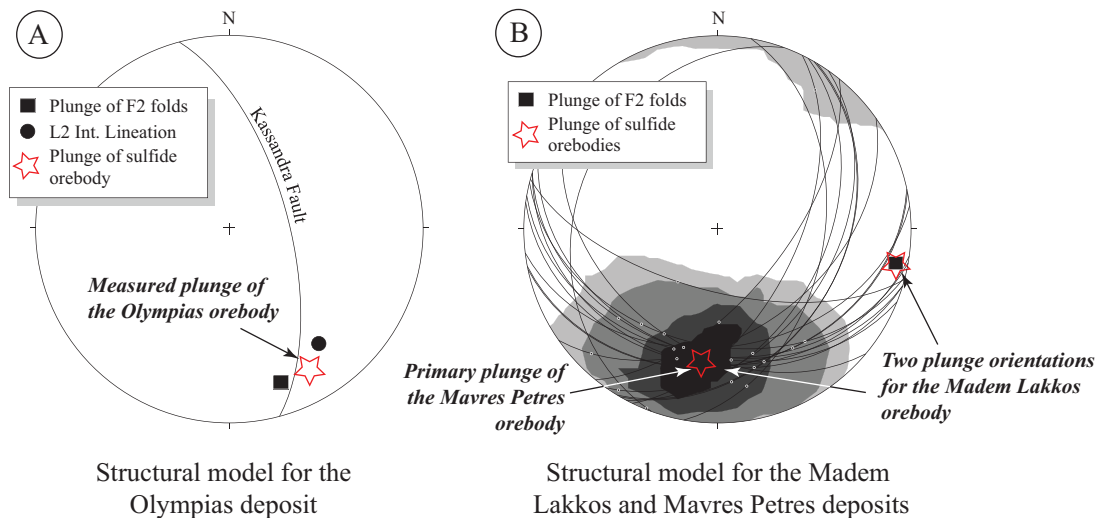 A
N
Plunge of F2 folds
L2 Int. Lineation
Plunge of sulfide
orebody
Kassandra Fault
Measured plunge of
the Olympias orebody
Structural model for the
Olympias deposit
B
N
Plunge of F2 folds
Plunge of sulfide
orebodies
Primary plunge of
the Mavres Petres
orebody
Two plunge orientations
for the Madem Lakkos
orebody
Structural model for the Madem
Lakkos and Mavres Petres deposits